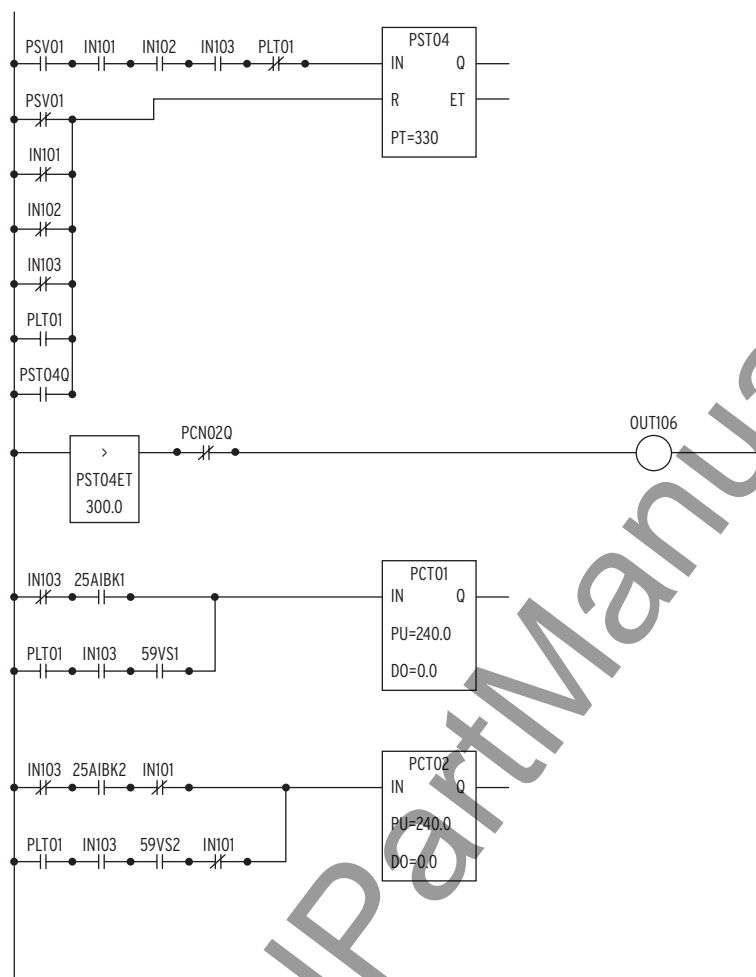 PST04
PSV01 IN101 IN102 IN103 PLT01
IN Q
PSV01
R ET
PT=330
IN101
IN102
IN103
PLT01
PST04Q
PCN02Q
OUT106
>
PST04ET
300.0
PCT01
IN103 25AIBK1
IN Q
PU=240.0
PLT01 IN103 59VS1
DO=0.0
PCT02
IN103 25AIBK2 IN101
IN Q
PU=240.0
PLT01 IN103 59VS2 IN101
DO=0.0